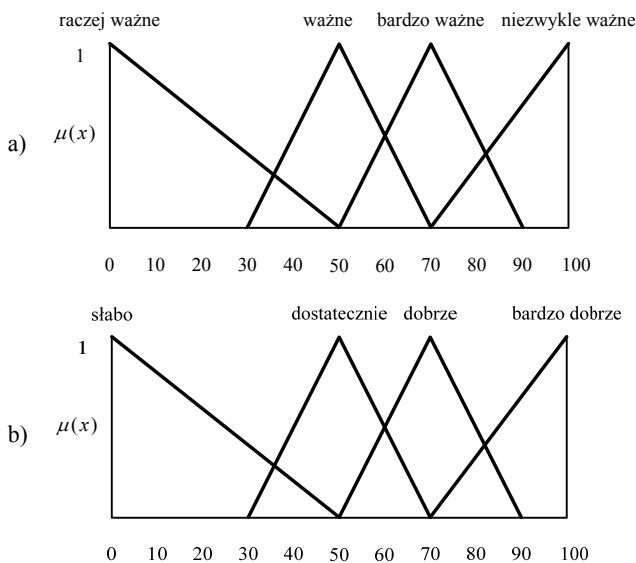 raczej ważne ważne bardzo ważne niezwykle ważne
1
μ(x)
a)
0 10 20 30 40 50 60 70 80 90 100
słabo dostatecznie dobrze bardzo dobrze
1
μ(x)
b)
0 10 20 30 40 50 60 70 80 90 100